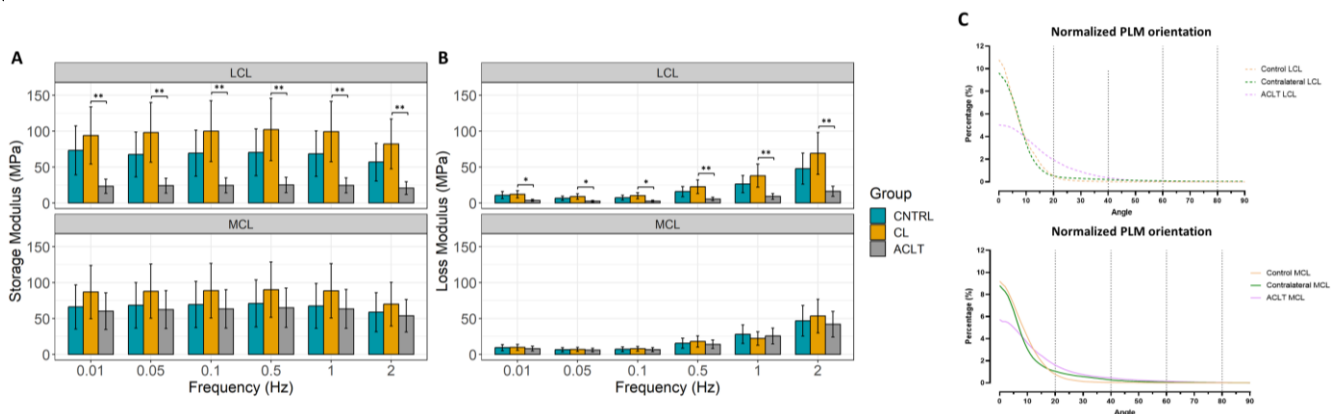 A
LCL
150
100
50
0
** ** ** ** ** **
MCL
150
100
50
0
0.01 0.05 0.1 0.5 1 2
Frequency (Hz)
Storage Modulus (MPa)
B
LCL
150
100
50
0
* * * ** ** **
MCL
150
100
50
0
0.01 0.05 0.1 0.5 1 2
Frequency (Hz)
Loss Modulus (MPa)
Group
CNTRL
CL
ACLT
C
Normalized PLM orientation
12
10
8
6
4
2
0
0 10 20 30 40 50 60 70 80 90
Angle
Percentage (%)
Control LCL
Contralateral LCL
ACLT LCL
Normalized PLM orientation
12
10
8
6
4
2
0
0 10 20 30 40 50 60 70 80 90
Angle
Percentage (%)
Control MCL
Contralateral MCL
ACLT MCL